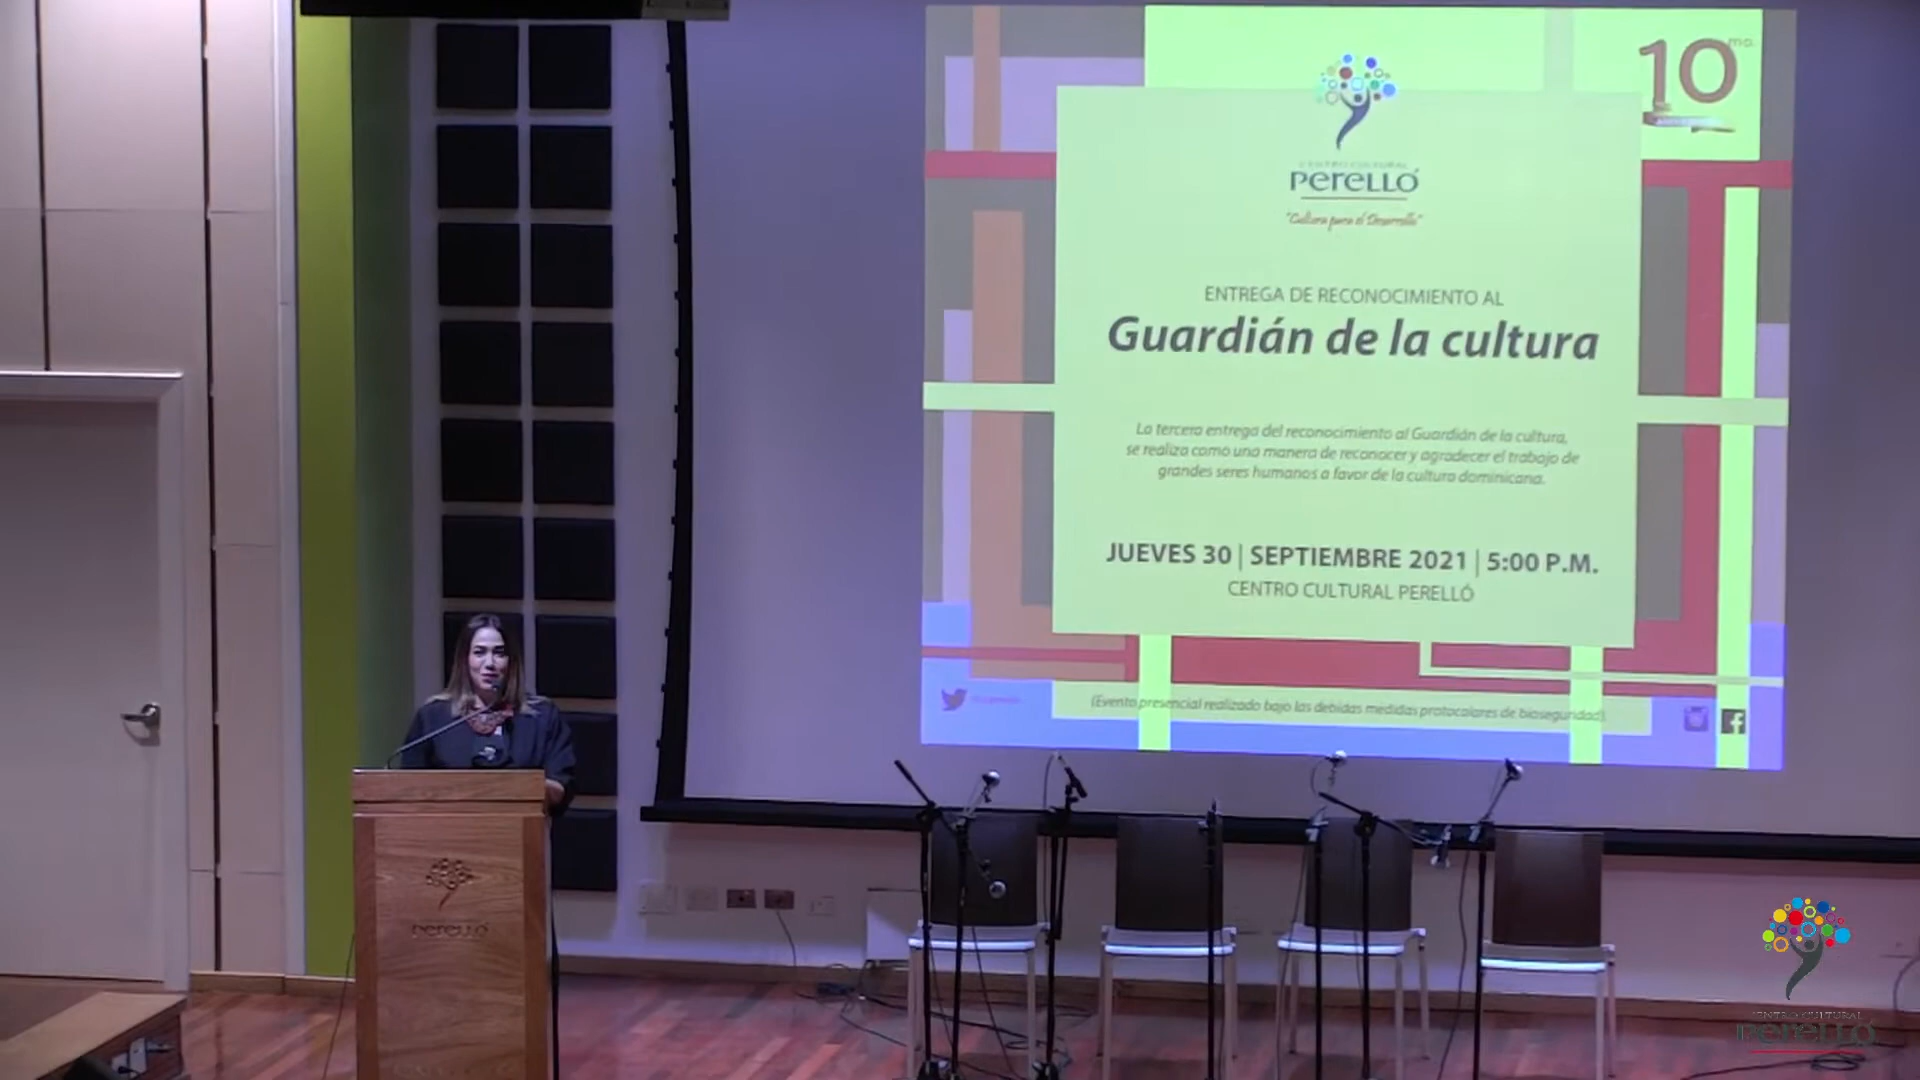 10mo.
CENTRO CULTURAL
PERELLÓ
"Cultura para el Desarrollo"
ENTREGA DE RECONOCIMIENTO AL
Guardián de la cultura
La tercera entrega del reconocimiento al Guardián de la cultura,
se realiza como una manera de reconocer y agradecer el trabajo de
grandes seres humanos a favor de la cultura dominicana.
JUEVES 30 | SEPTIEMBRE 2021 | 5:00 P.M.
CENTRO CULTURAL PERELLÓ
(Evento presencial realizado bajo las debidas medidas protocolares de bioseguridad).
PERELLÓ
CENTRO CULTURAL
PERELLÓ